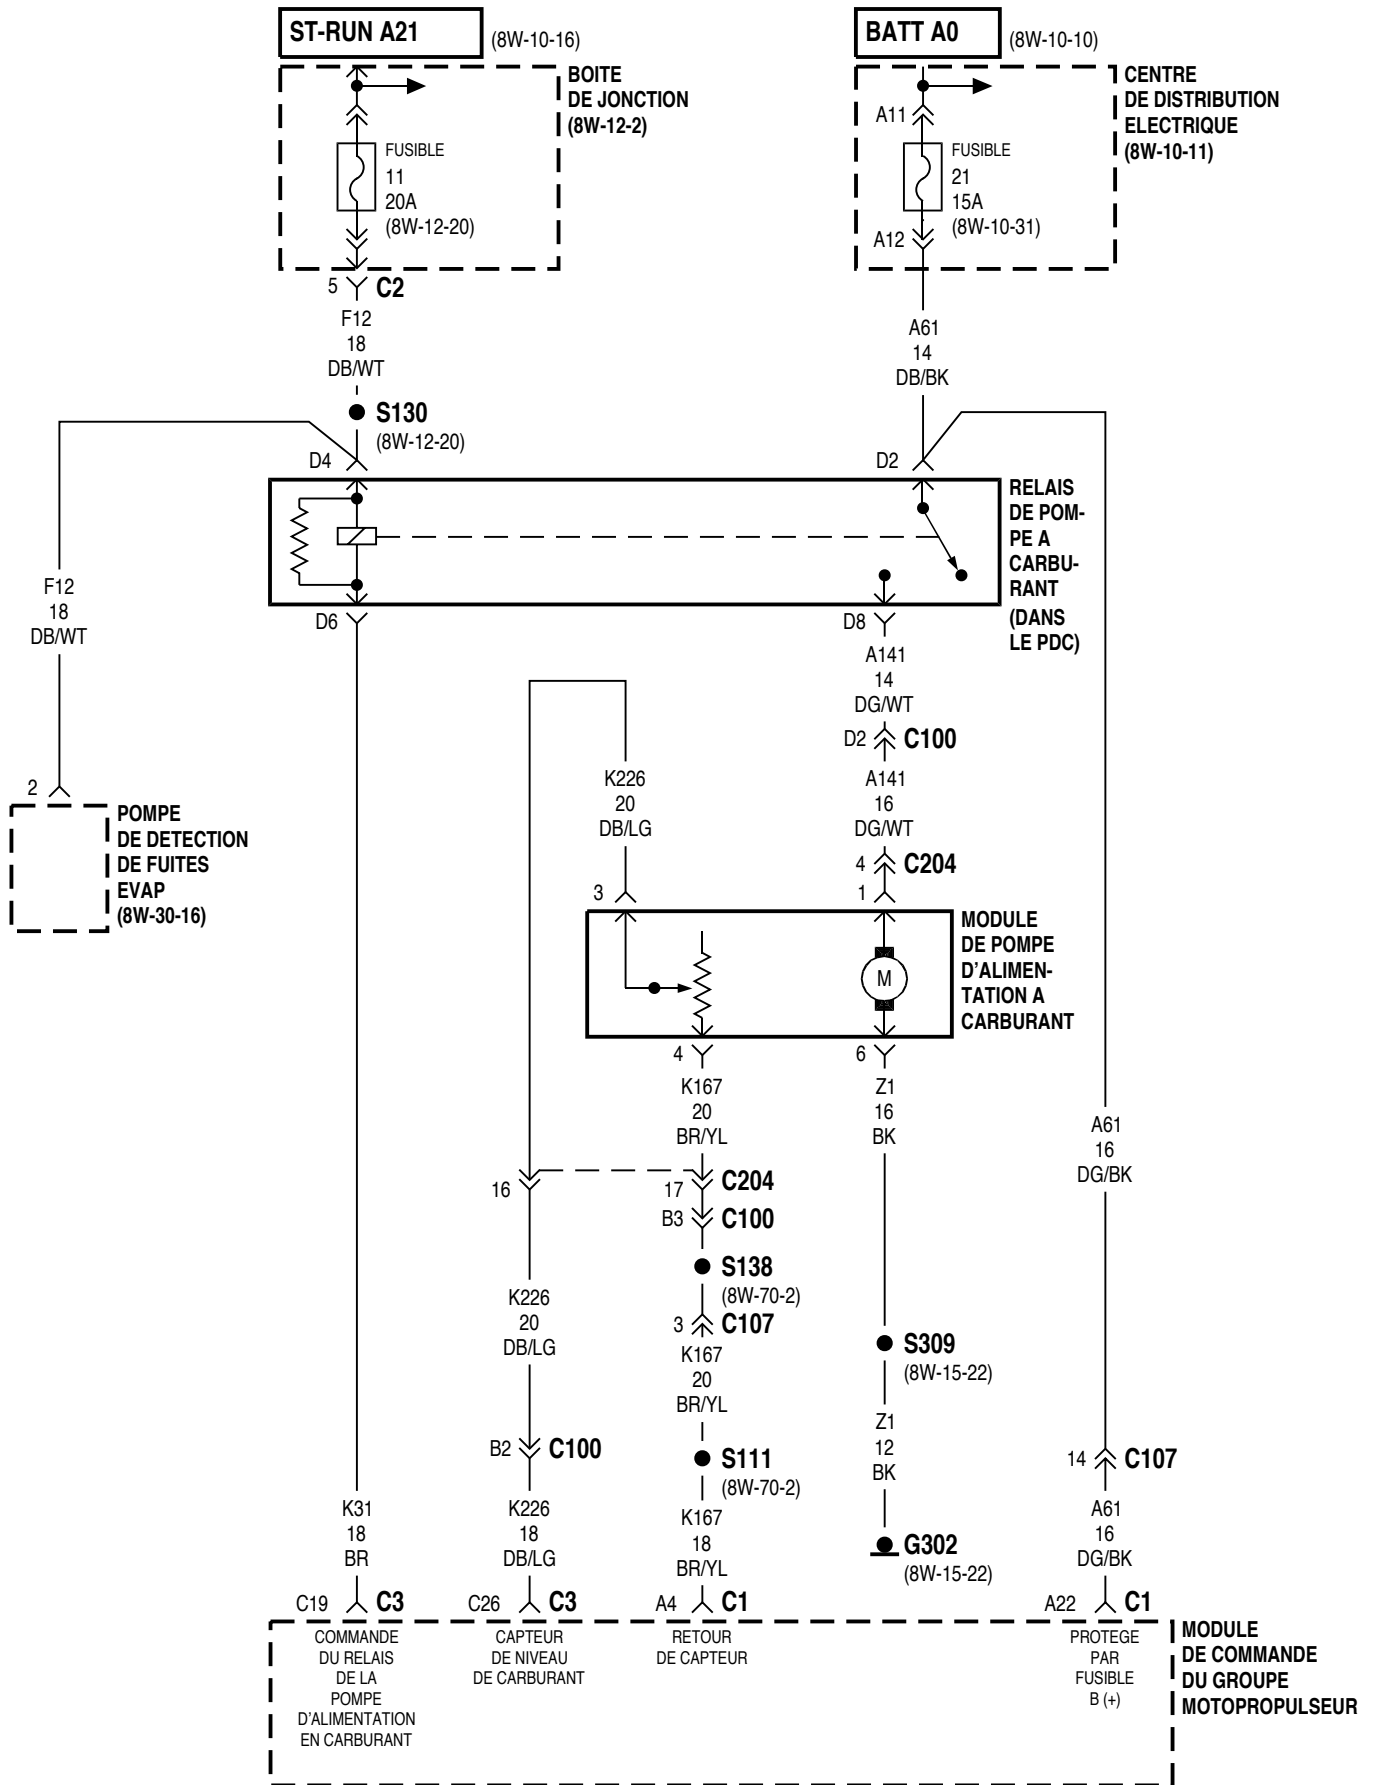 ST-RUN A21
(8W-10-16)
BATT A0
(8W-10-10)
BOITE
DE JONCTION
(8W-12-2)
FUSIBLE
11
20A
(8W-12-20)
CENTRE
DE DISTRIBUTION
ELECTRIQUE
(8W-10-11)
A11
FUSIBLE
21
15A
(8W-10-31)
A12
5
C2
F12
18
DB/WT
A61
14
DB/BK
S130
(8W-12-20)
D4
D2
RELAIS
DE POM-
PE A
CARBU-
RANT
(DANS
LE PDC)
F12
18
DB/WT
D6
D8
A141
14
DG/WT
D2
C100
K226
20
DB/LG
A141
16
DG/WT
2
POMPE
DE DETECTION
DE FUITES
EVAP
(8W-30-16)
4
C204
3
1
MODULE
DE POMPE
D'ALIMEN-
TATION A
CARBURANT
M
4
6
K167
20
BR/YL
Z1
16
BK
A61
16
DG/BK
16
17
C204
B3
C100
S138
(8W-70-2)
K226
20
DB/LG
3
C107
K167
20
BR/YL
S309
(8W-15-22)
Z1
12
BK
B2
C100
S111
(8W-70-2)
14
C107
K31
18
BR
K226
18
DB/LG
K167
18
BR/YL
G302
(8W-15-22)
A61
16
DG/BK
C19
C3
C26
C3
A4
C1
A22
C1
COMMANDE
DU RELAIS
DE LA
POMPE
D'ALIMENTATION
EN CARBURANT
CAPTEUR
DE NIVEAU
DE CARBURANT
RETOUR
DE CAPTEUR
PROTEGE
PAR
FUSIBLE
B (+)
MODULE
DE COMMANDE
DU GROUPE
MOTOPROPULSEUR